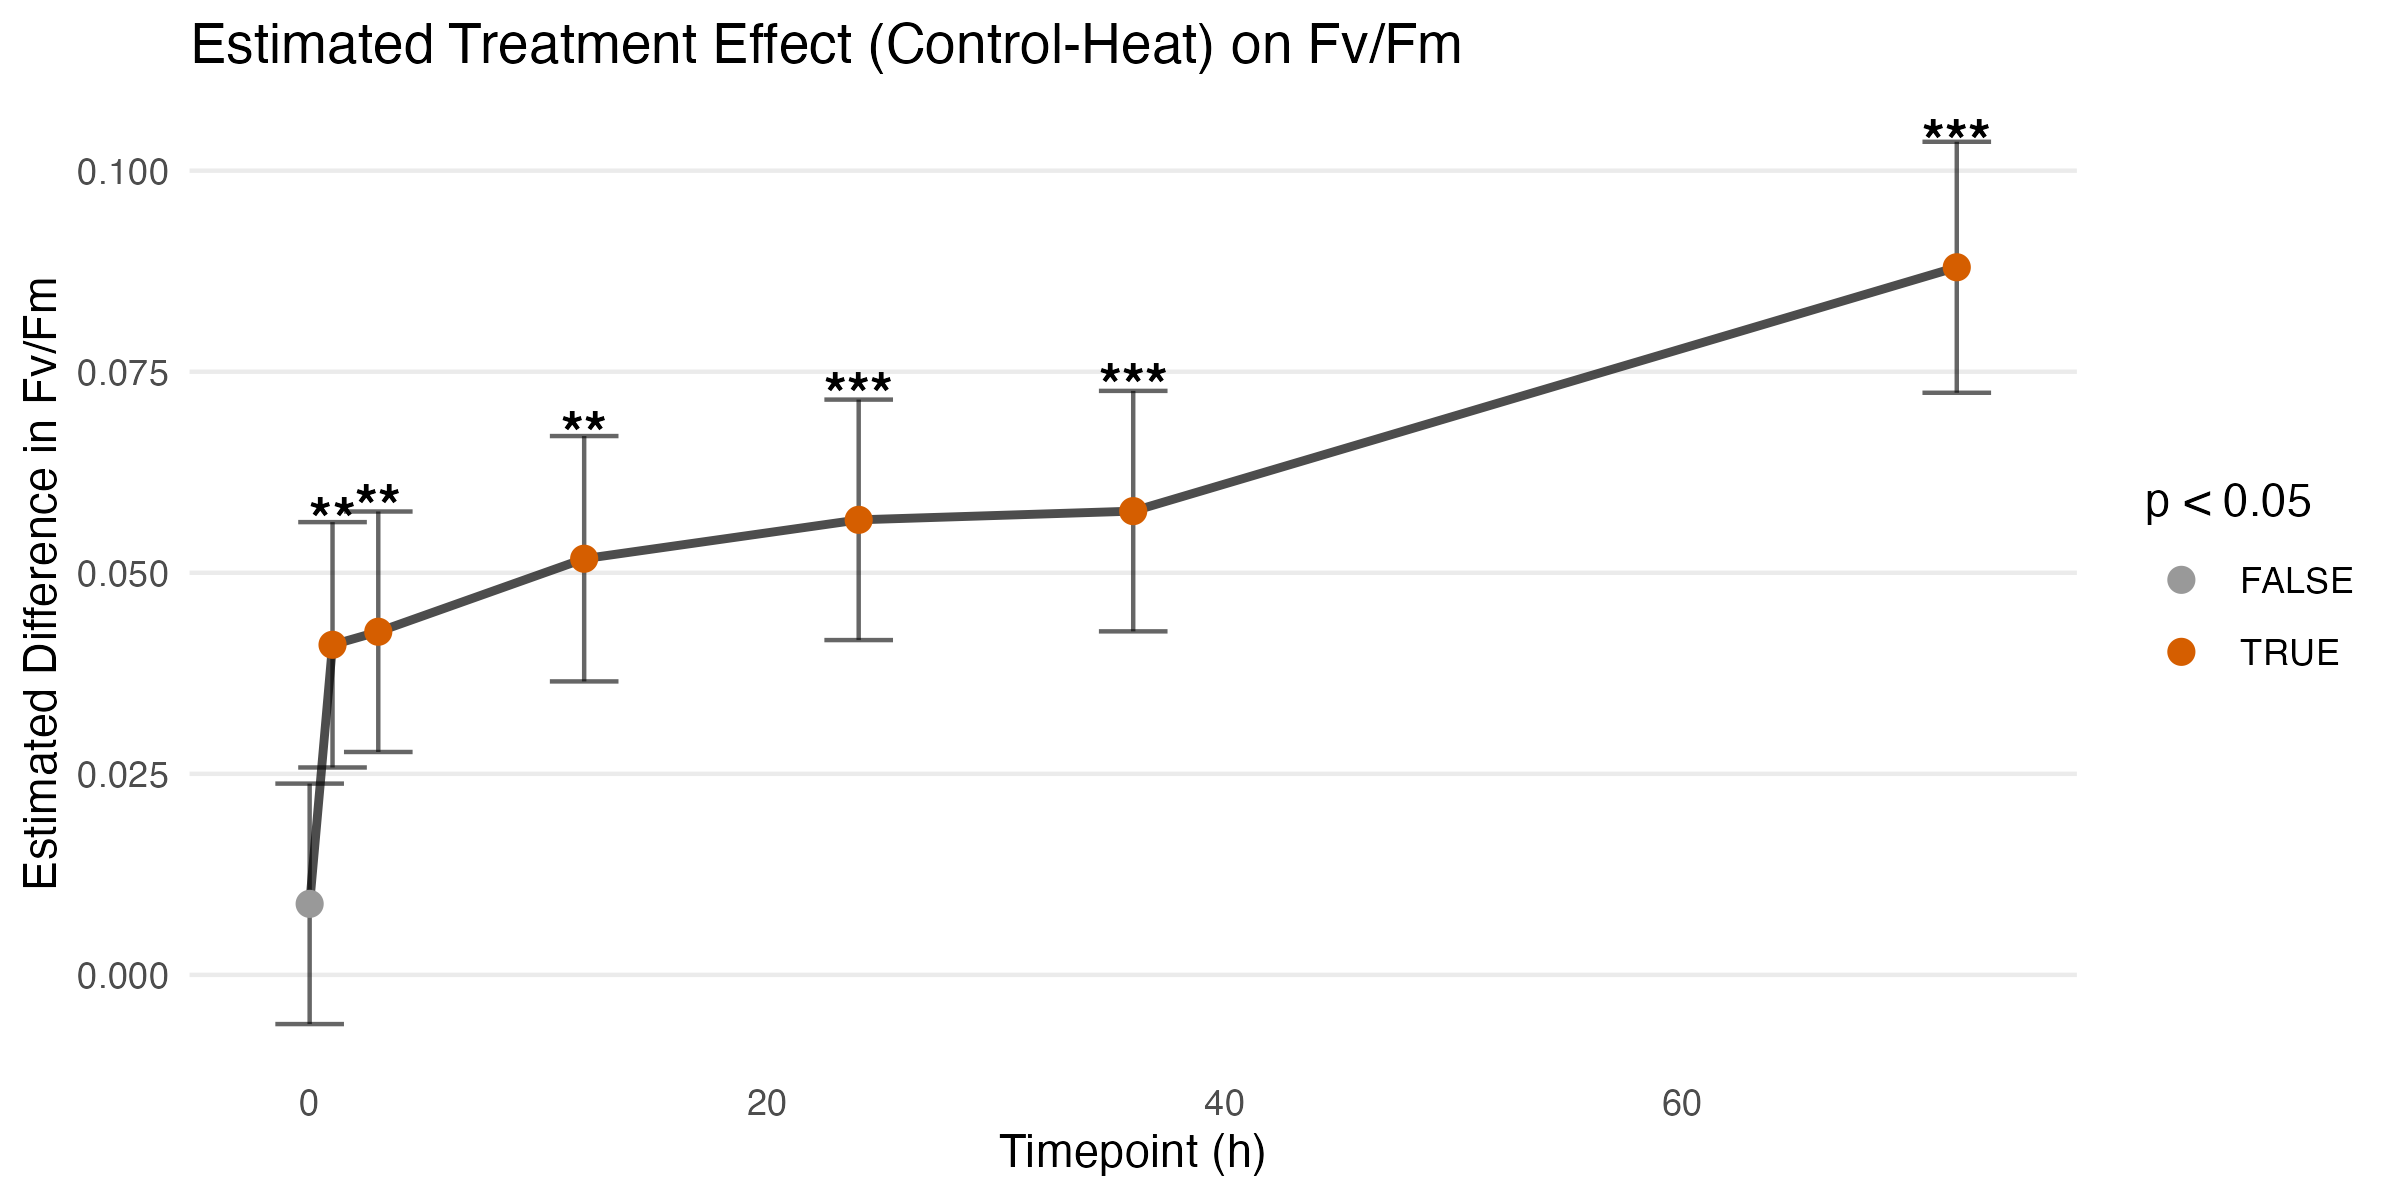 Estimated Treatment Effect (Control-Heat) on Fv/Fm
Estimated Difference in Fv/Fm
0.100
0.075
0.050
0.025
0.000
**
**
**
***
***
***
0
20
40
60
Timepoint (h)
p < 0.05
FALSE
TRUE